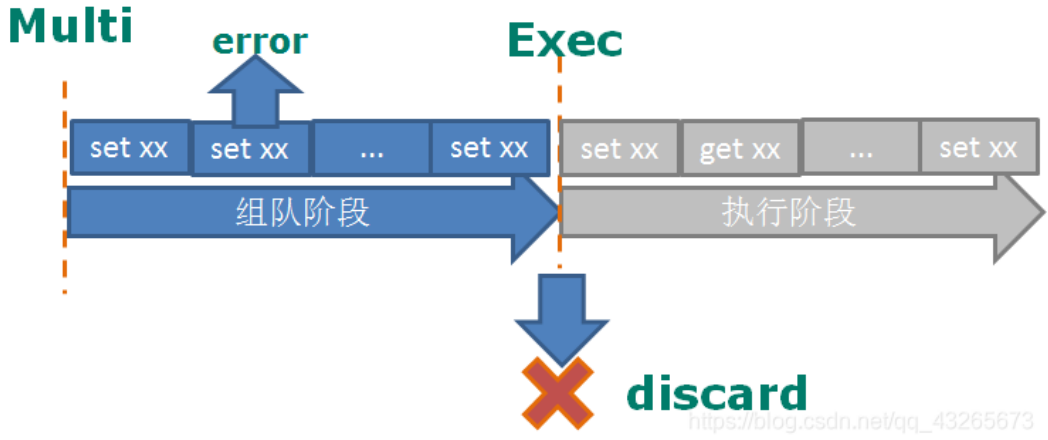 Multi
error
Exec
set xx
set xx
...
set xx
set xx
get xx
...
set xx
组队阶段
执行阶段
discard
https://blog.csdn.net/qq_43265673